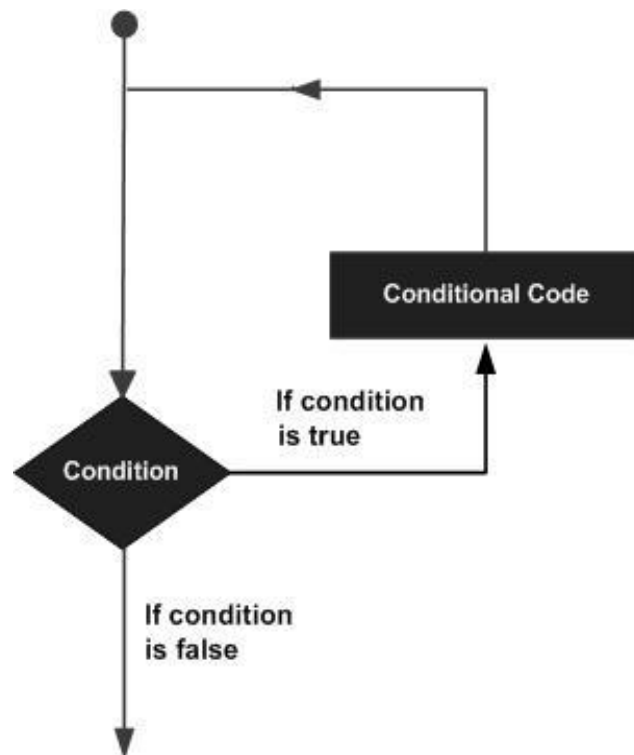 Conditional Code
If condition
is true
Condition
If condition
is false